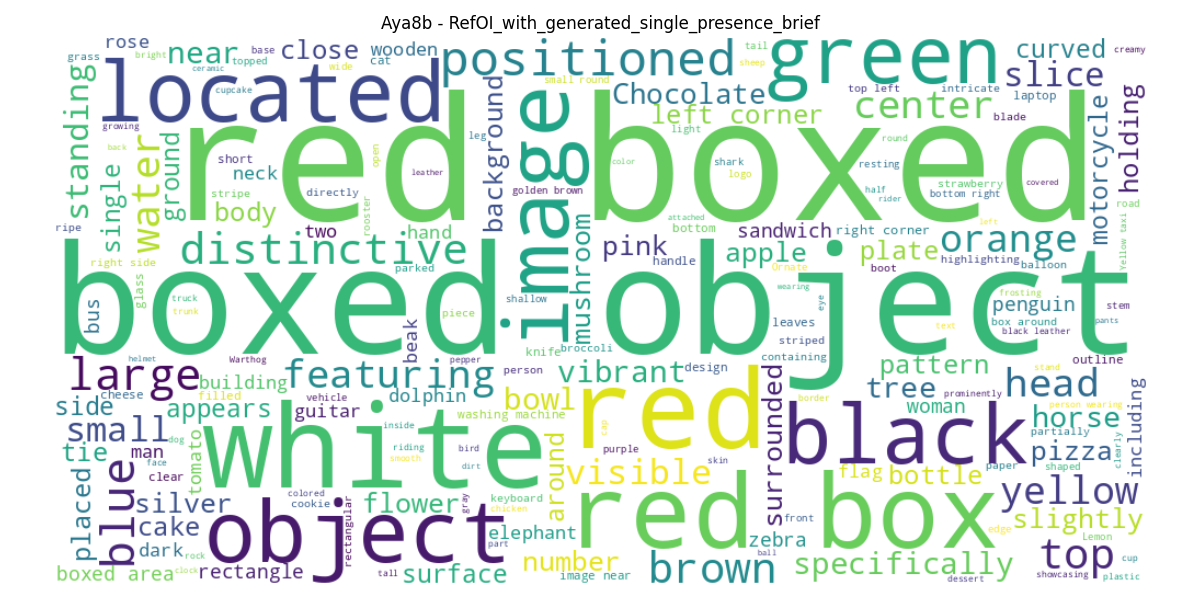 Aya8b - RefOI_with_generated_single_presence_brief
rose near close wooden positioned tail green curved creamy
grass bright topped base cat sheep slice
ceramic wide small round top left intricate laptop
located cupcake image Chocolate center blade
standing growing background left corner motorcycle holding
red boxed
water ground back short neck open leg light round
single stripe directly leather golden brown color shark logo resting half rider strawberry bottom right covered
body rooster attached bottom left road
ripe two hand mushroom sandwich right corner orange Yellow taxi
distinctive pink apple plate highlighting
right side parked handle Ornate boot balloon
boxed object
glass truck trunk shallow wearing eye frosting penguin stem
bus piece leaves text box around black leather pants
beak striped
helmet Warthog pepper knife broccoli containing pattern outline
large cheese building featuring person vibrant design tree prominently stand head
filled vehicle dolphin washing machine bowl red border woman person wearing
side appears guitar surrounded black horse including
small dog white inside riding bird cap purple partially clearly
tie man tomato face smooth dirt around visible skin flag bottle paper shaped pizza
placed blue clear colored cookie gray keyboard chicken red box yellow
silver object flower edge slightly
cake rectangular elephant front zebra Lemon
dark rock part ball top cup
boxed area clock rectangle tall surface number image near brown specifically dessert showcasing plastic